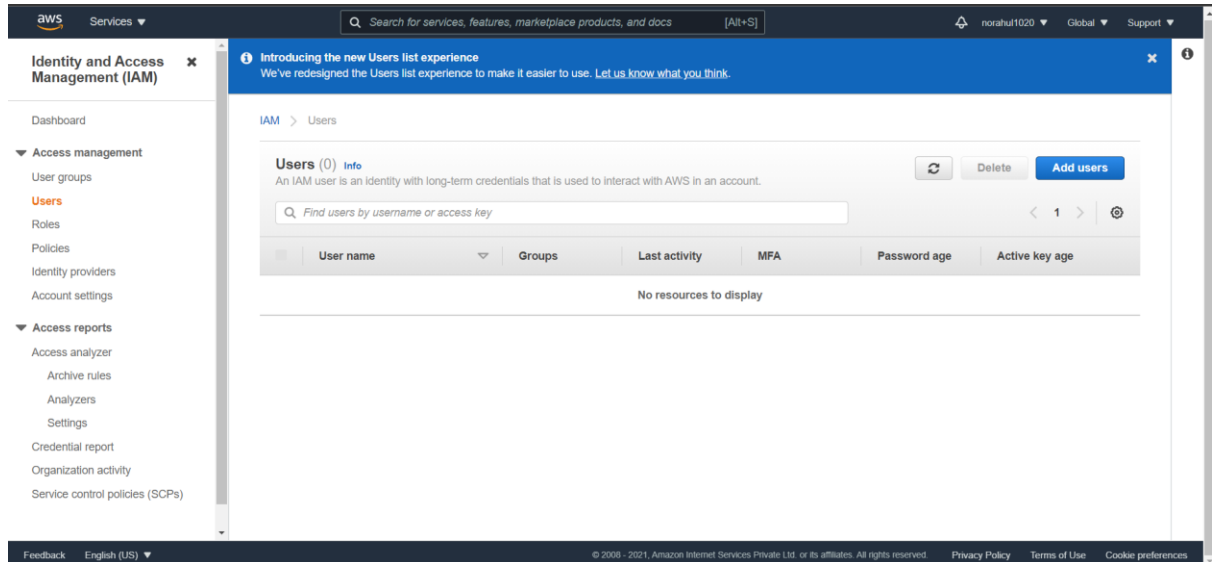 aws Services ▼ Search for services, features, marketplace products, and docs [Alt+S] norahul1020 ▼ Global ▼ Support ▼
Identity and Access
Management (IAM)
Dashboard
Access management
User groups
Users
Roles
Policies
Identity providers
Account settings
Access reports
Access analyzer
Archive rules
Analyzers
Settings
Credential report
Organization activity
Service control policies (SCPs)
Introducing the new Users list experience
We've redesigned the Users list experience to make it easier to use. Let us know what you think.
IAM > Users
Users (0) Info
An IAM user is an identity with long-term credentials that is used to interact with AWS in an account.
Delete Add users
Find users by username or access key
< 1 >
User name Groups Last activity MFA Password age Active key age
No resources to display
Feedback English (US) ▼ © 2008 - 2021, Amazon Internet Services Private Ltd. or its affiliates. All rights reserved. Privacy Policy Terms of Use Cookie preferences